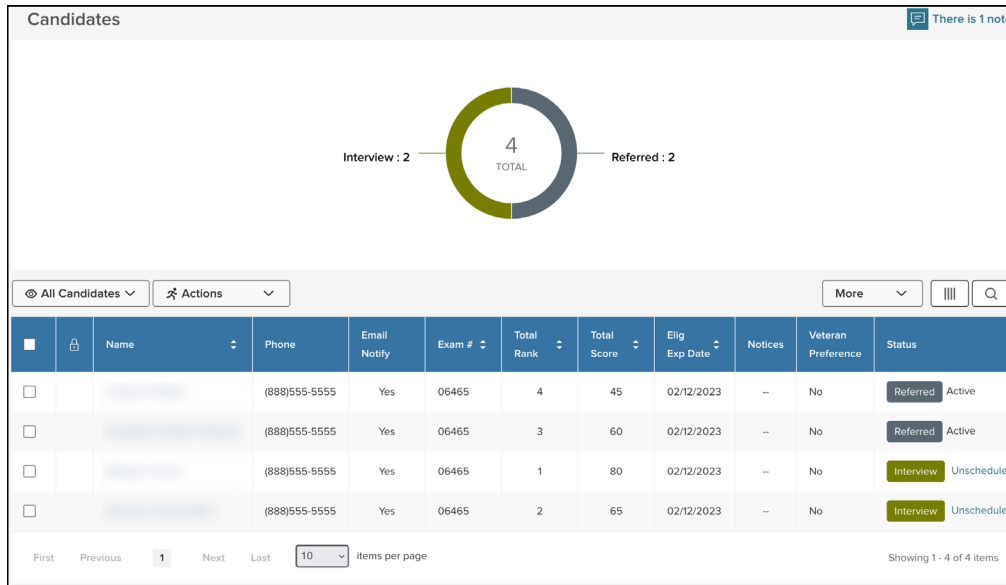 Candidates
There is 1 not
4
TOTAL
Interview : 2
Referred : 2
All Candidates
Actions
More
Name Phone Email Notify Exam # Total Rank Total Score Elig Exp Date Notices Veteran Preference Status
(888)555-5555 Yes 06465 4 45 02/12/2023 -- No Referred Active
(888)555-5555 Yes 06465 3 60 02/12/2023 -- No Referred Active
(888)555-5555 Yes 06465 1 80 02/12/2023 -- No Interview Unschedule
(888)555-5555 Yes 06465 2 65 02/12/2023 -- No Interview Unschedule
First Previous 1 Next Last 10 items per page Showing 1 - 4 of 4 items